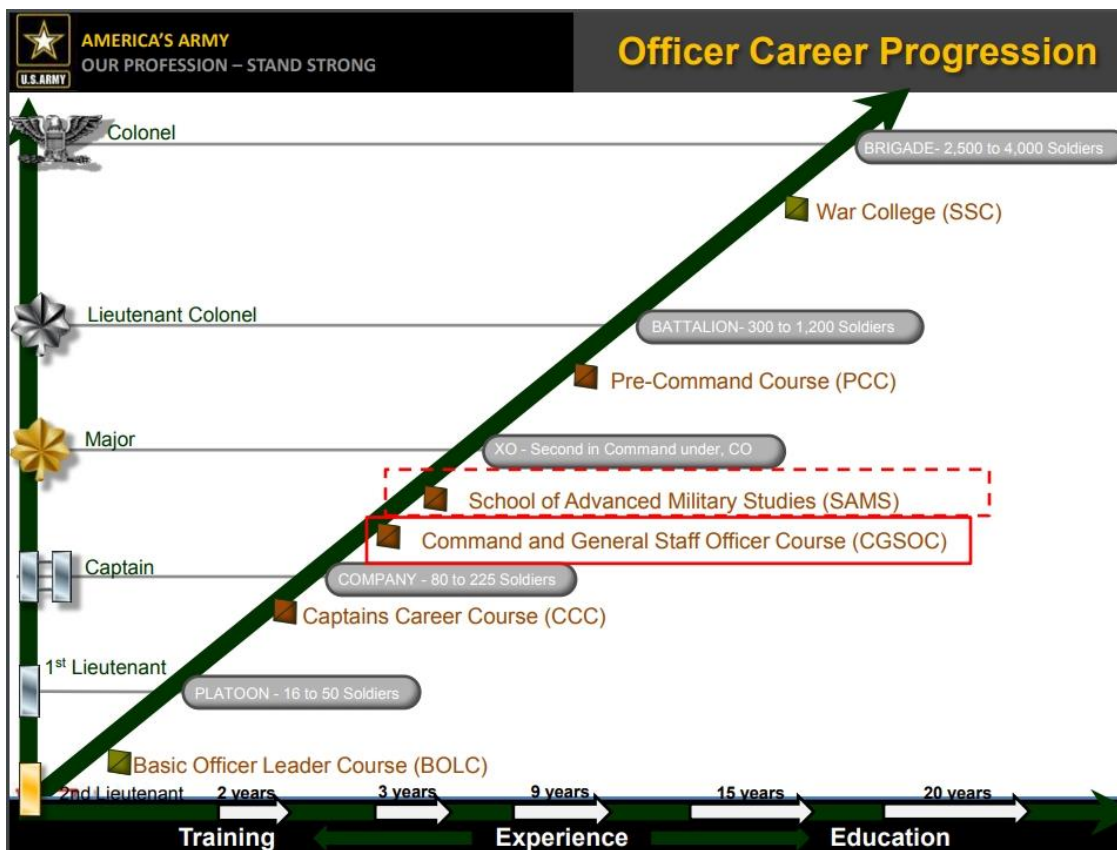 AMERICA'S ARMY
OUR PROFESSION – STAND STRONG
U.S.ARMY
Officer Career Progression
Colonel
BRIGADE- 2,500 to 4,000 Soldiers
War College (SSC)
Lieutenant Colonel
BATTALION- 300 to 1,200 Soldiers
Pre-Command Course (PCC)
Major
XO - Second in Command under, CO
School of Advanced Military Studies (SAMS)
Command and General Staff Officer Course (CGSOC)
Captain
COMPANY - 80 to 225 Soldiers
Captains Career Course (CCC)
1st Lieutenant
PLATOON - 16 to 50 Soldiers
Basic Officer Leader Course (BOLC)
2nd Lieutenant 2 years 3 years 9 years 15 years 20 years
Training Experience Education